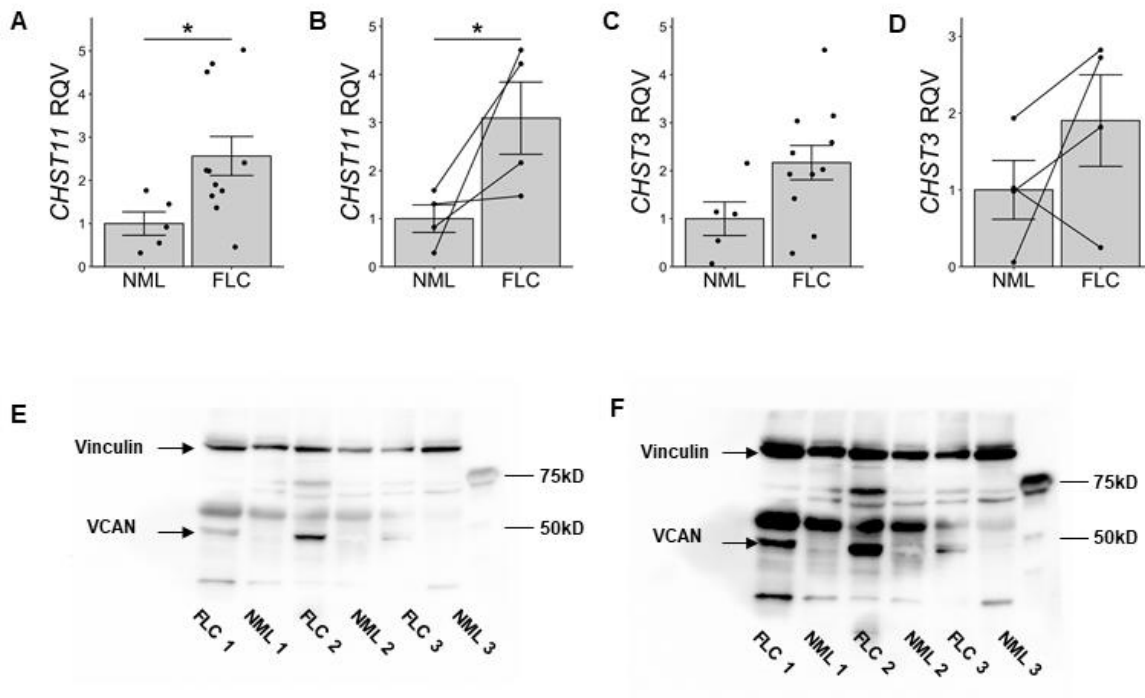 A
*
CHST11 RQV
5
4
3
2
1
0
NML FLC
B
*
CHST11 RQV
5
4
3
2
1
0
NML FLC
C
CHST3 RQV
5
4
3
2
1
0
NML FLC
D
CHST3 RQV
3
2
1
0
NML FLC
E
Vinculin
75kD
VCAN
50kD
FLC 1 NML 1 FLC 2 NML 2 FLC 3 NML 3
F
Vinculin
75kD
VCAN
50kD
FLC 1 NML 1 FLC 2 NML 2 FLC 3 NML 3